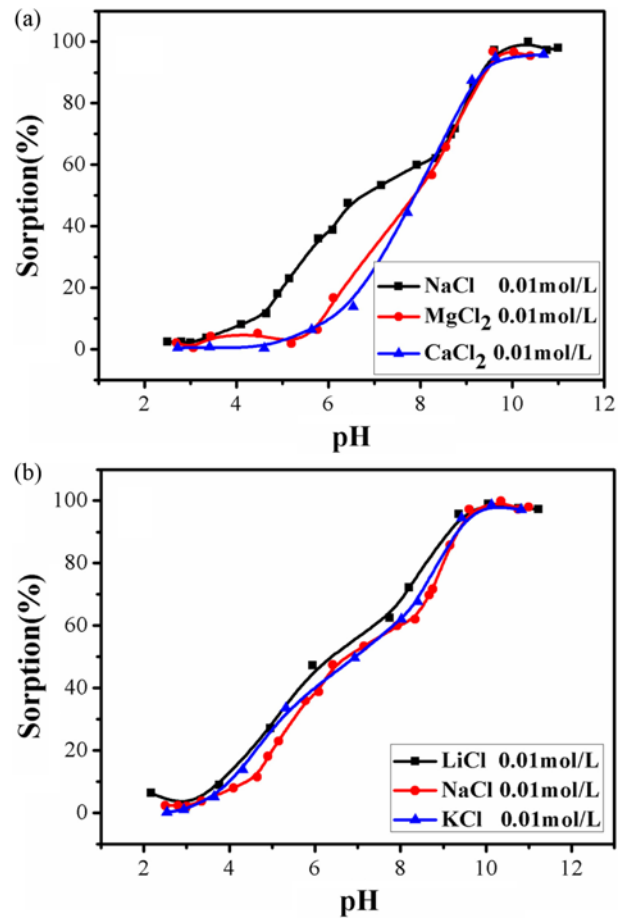 (a)
100
80
60
40
20
0
Sorption(%)
NaCl 0.01mol/L
MgCl₂ 0.01mol/L
CaCl₂ 0.01mol/L
2 4 6 8 10 12
pH
(b)
100
80
60
40
20
0
Sorption(%)
LiCl 0.01mol/L
NaCl 0.01mol/L
KCl 0.01mol/L
2 4 6 8 10 12
pH